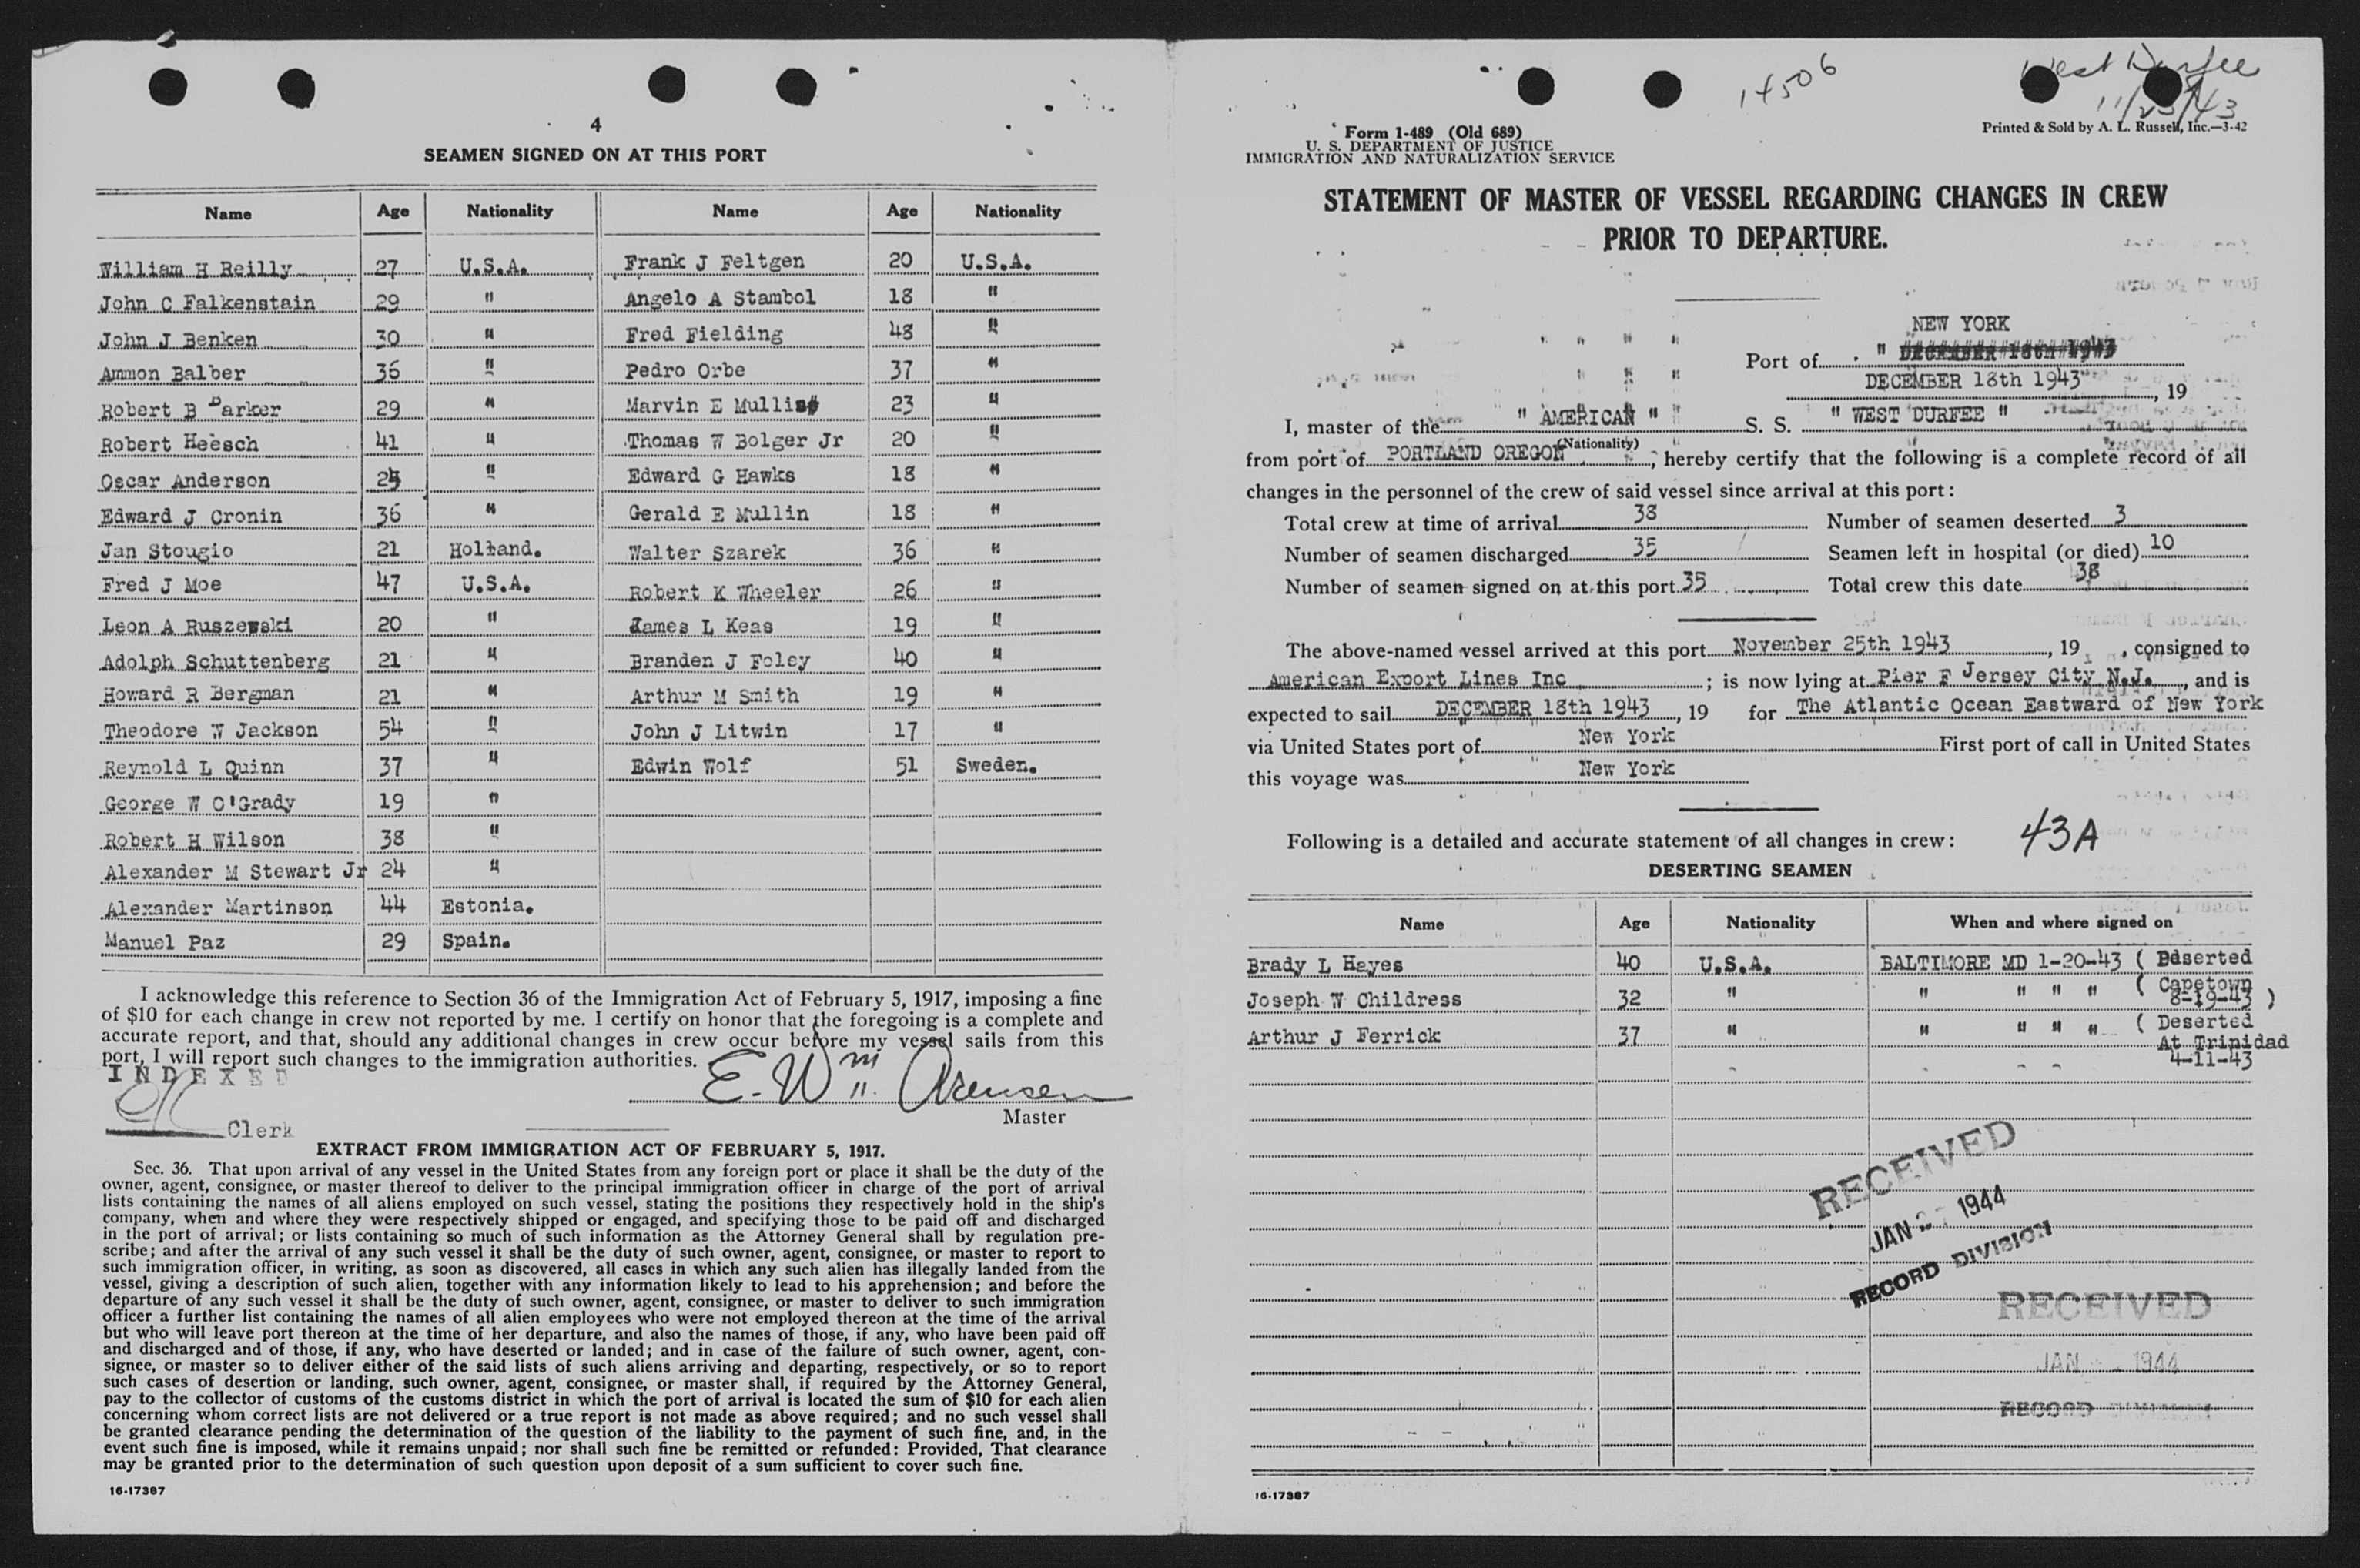 4
SEAMEN SIGNED ON AT THIS PORT
Name Age Nationality Name Age Nationality
William H Reilly 27 U.S.A. Frank J Feltgen 20 U.S.A.
John C Falkenstain 29 " Angelo A Stambol 18 "
John J Benken 30 " Fred Fielding 48 "
Ammon Balber 36 " Pedro Orbe 37 "
Robert B Parker 29 " Marvin E Mullis 23 "
Robert Heesch 41 " Thomas W Bolger Jr 20 "
Oscar Anderson " Edward G Hawks 18 "
Edward J Cronin 36 " Gerald E Mullin 18 "
Jan Stougio 21 Holland. Walter Szarek 36 "
Fred J Moe 47 U.S.A. Robert K Wheeler 26 "
Leon A Ruszewski 20 " James L Keas 19 "
Adolph Schuttenberg 21 " Branden J Foley 40 "
Howard R Bergman 21 " Arthur M Smith 19 "
Theodore W Jackson 54 " John J Litwin 17 "
Reynold L Quinn 37 " Edwin Wolf 51 Sweden.
George W O'Grady 19 "
Robert H Wilson 38 "
Alexander M Stewart Jr 24 "
Alexander Martinson 44 Estonia.
Manuel Paz 29 Spain.
I acknowledge this reference to Section 36 of the Immigration Act of February 5, 1917, imposing a fine
of $10 for each change in crew not reported by me. I certify on honor that the foregoing is a complete and
accurate report, and that, should any additional changes in crew occur before my vessel sails from this
port, I will report such changes to the immigration authorities.
INDEXED
E. Wm. Arensen
Master
Clerk
EXTRACT FROM IMMIGRATION ACT OF FEBRUARY 5, 1917.
Sec. 36. That upon arrival of any vessel in the United States from any foreign port or place it shall be the duty of the
owner, agent, consignee, or master thereof to deliver to the principal immigration officer in charge of the port of arrival
lists containing the names of all aliens employed on such vessel, stating the positions they respectively hold in the ship's
company, when and where they were respectively shipped or engaged, and specifying those to be paid off and discharged
in the port of arrival; or lists containing so much of such information as the Attorney General shall by regulation pre-
scribe; and after the arrival of any such vessel it shall be the duty of such owner, agent, consignee, or master to report to
such immigration officer, in writing, as soon as discovered, all cases in which any such alien has illegally landed from the
vessel, giving a description of such alien, together with any information likely to lead to his apprehension; and before the
departure of any such vessel it shall be the duty of such owner, agent, consignee, or master to deliver to such immigration
officer a further list containing the names of all alien employees who were not employed thereon at the time of the arrival
but who will leave port thereon at the time of her departure, and also the names of those, if any, who have been paid off
and discharged and of those, if any, who have deserted or landed; and in case of the failure of such owner, agent, con-
signee, or master so to deliver either of the said lists of such aliens arriving and departing, respectively, or so to report
such cases of desertion or landing, such owner, agent, consignee, or master shall, if required by the Attorney General,
pay to the collector of customs of the customs district in which the port of arrival is located the sum of $10 for each alien
concerning whom correct lists are not delivered or a true report is not made as above required; and no such vessel shall
be granted clearance pending the determination of the question of the liability to the payment of such fine, and, in the
event such fine is imposed, while it remains unpaid; nor shall such fine be remitted or refunded: Provided, That clearance
may be granted prior to the determination of such question upon deposit of a sum sufficient to cover such fine.
16-17387
14506
West Durfee
11/25/43
Form 1-489 (Old 689)
U. S. DEPARTMENT OF JUSTICE
IMMIGRATION AND NATURALIZATION SERVICE
Printed & Sold by A. L. Russell, Inc.—3-42
STATEMENT OF MASTER OF VESSEL REGARDING CHANGES IN CREW
PRIOR TO DEPARTURE.
NEW YORK
Port of "
DECEMBER 18th 1943 , 19
I, master of the " AMERICAN " S. S. " WEST DURFEE "
(Nationality)
from port of PORTLAND OREGON , hereby certify that the following is a complete record of all
changes in the personnel of the crew of said vessel since arrival at this port:
Total crew at time of arrival 38 Number of seamen deserted 3
Number of seamen discharged 35 Seamen left in hospital (or died) 10
Number of seamen signed on at this port 35 Total crew this date 38
The above-named vessel arrived at this port November 25th 1943 , 19 , consigned to
American Export Lines Inc ; is now lying at Pier F Jersey City N.J. , and is
expected to sail DECEMBER 18th 1943 , 19 for The Atlantic Ocean Eastward of New York
via United States port of New York First port of call in United States
this voyage was New York
Following is a detailed and accurate statement of all changes in crew: 43A
DESERTING SEAMEN
Name Age Nationality When and where signed on
Brady L Hayes 40 U.S.A. BALTIMORE MD 1-20-43 ( Deserted
Joseph W Childress 32 " " " " " ( Capetown
8-19-43 )
Arthur J Ferrick 37 " " " " " ( Deserted
At Trinidad
4-11-43
RECEIVED
JAN 1944
RECORD DIVISION
RECEIVED
JAN 1944
RECORD DIVISION
16-17387